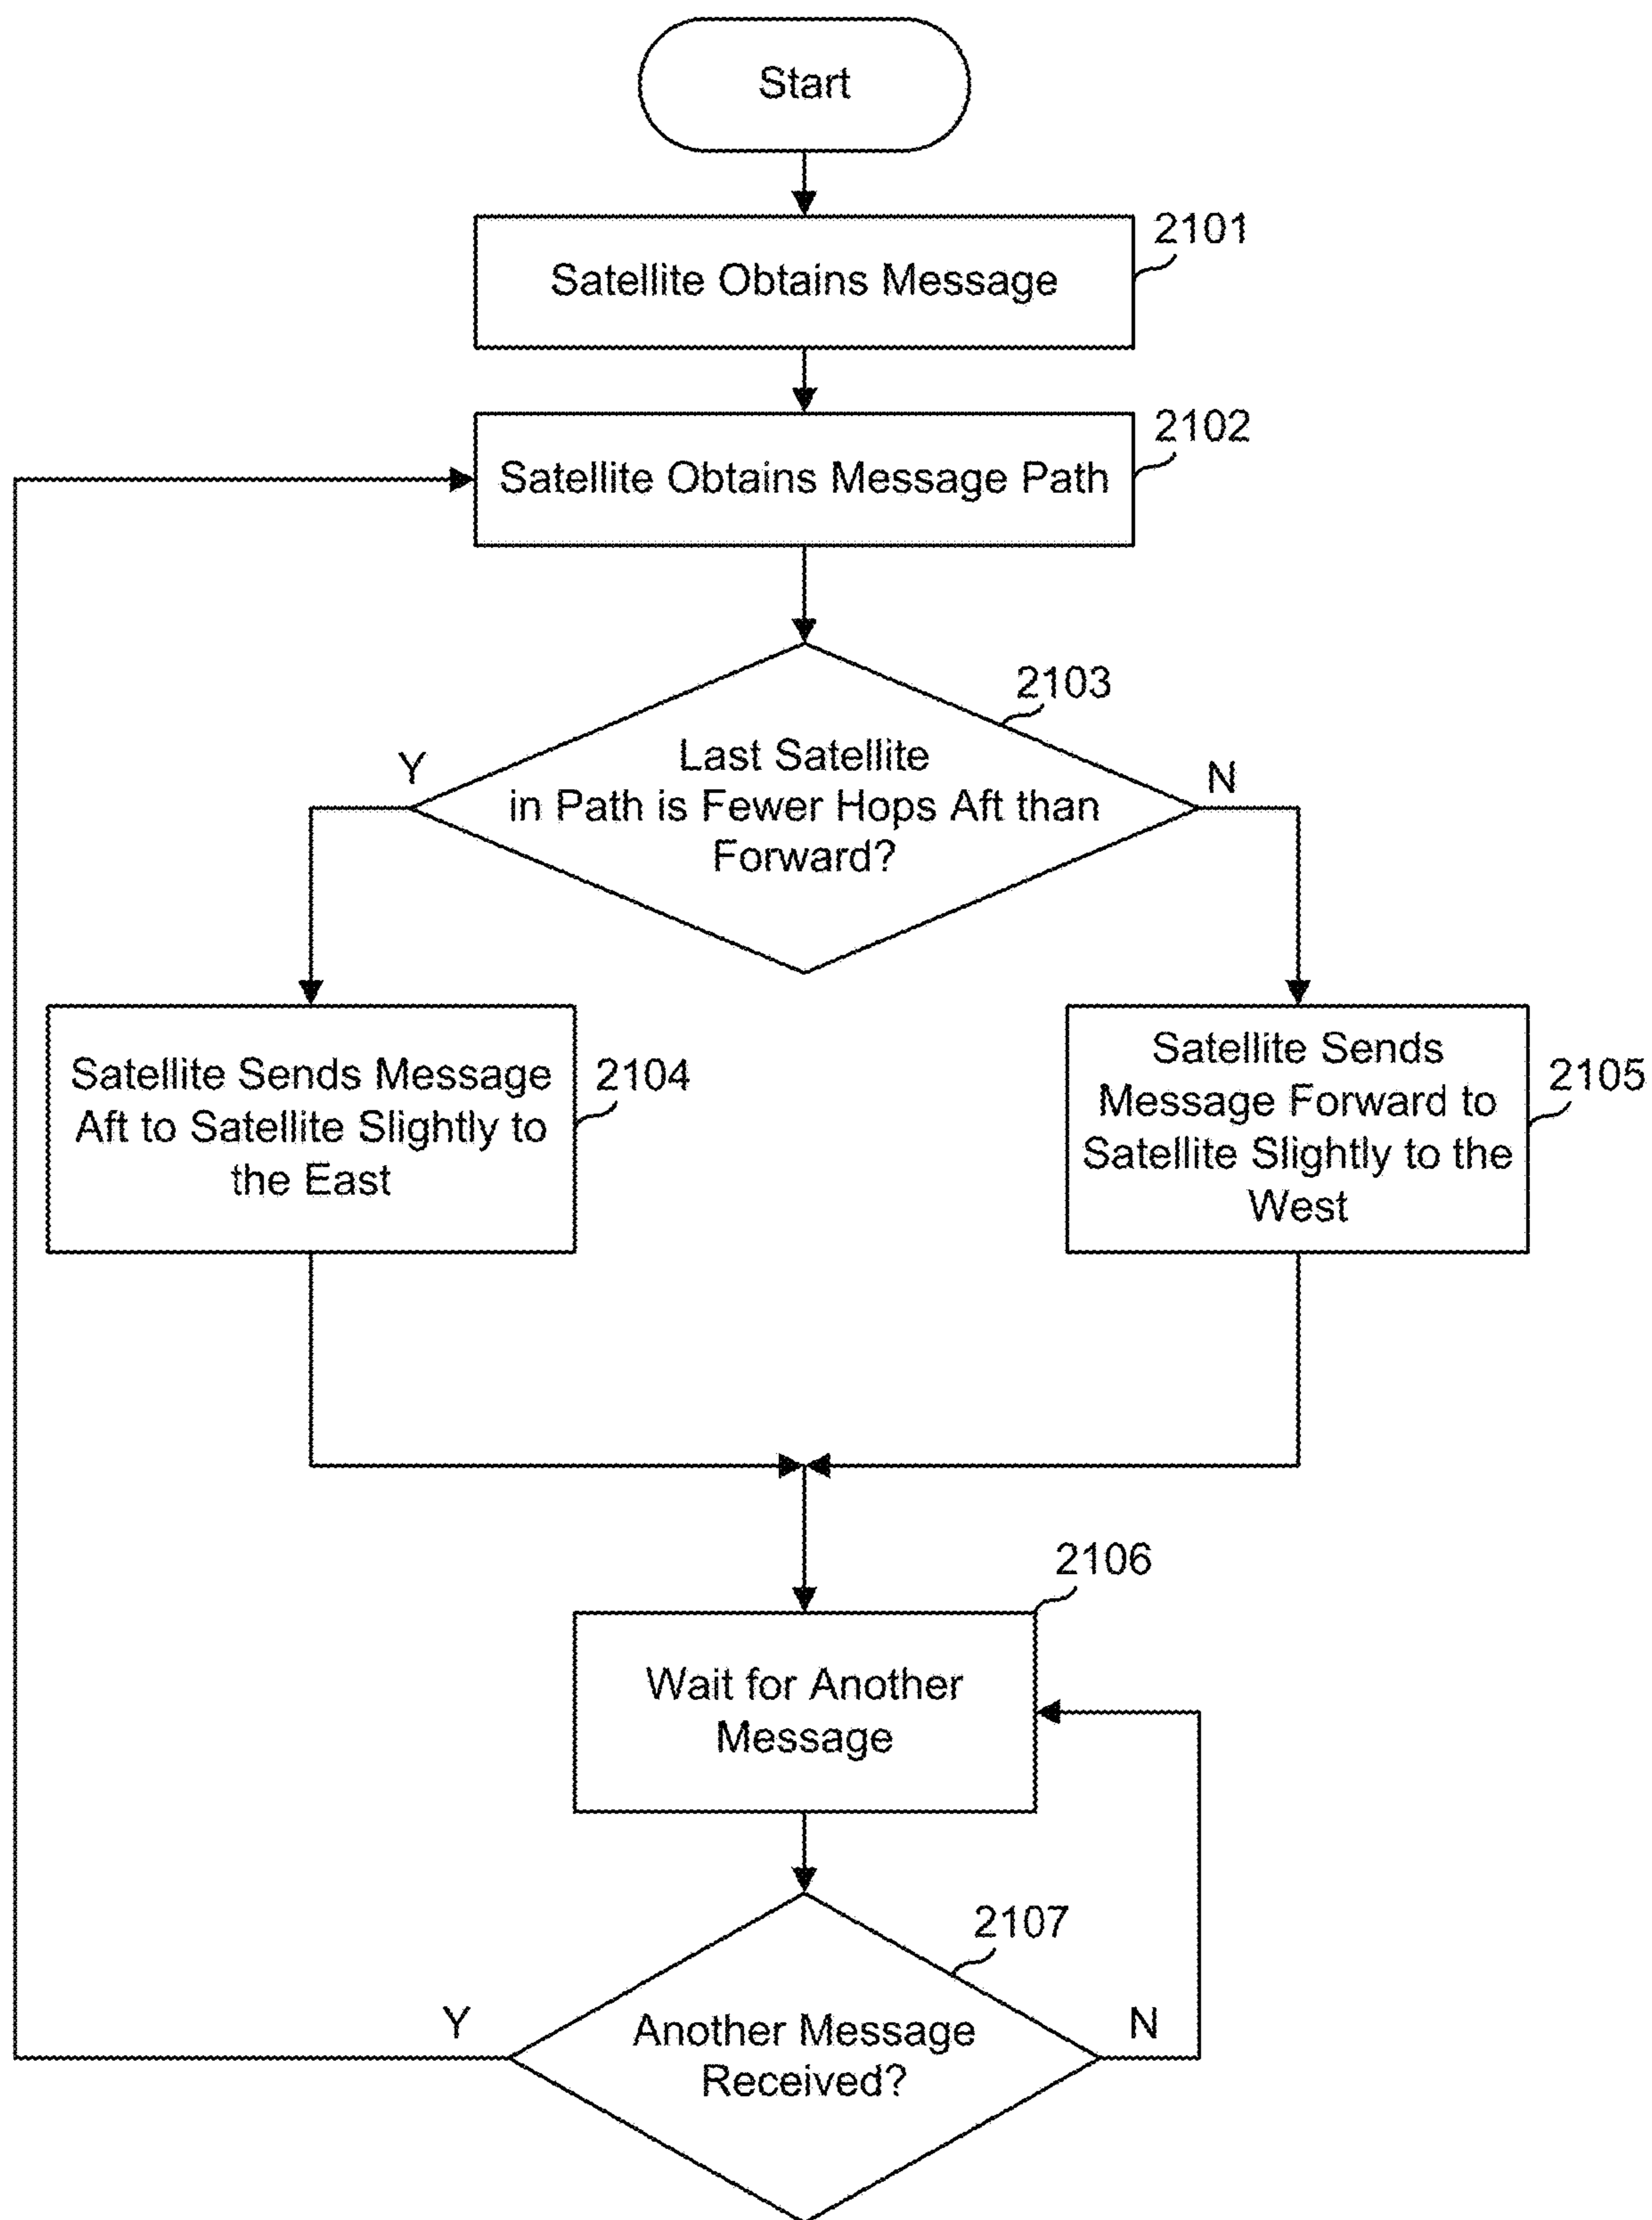 Start
2101
Satellite Obtains Message
2102
Satellite Obtains Message Path
2103
Last Satellite
in Path is Fewer Hops Aft than
Forward?
Y
N
Satellite Sends Message
Aft to Satellite Slightly to
the East
2104
Satellite Sends
Message Forward to
Satellite Slightly to the
West
2105
2106
Wait for Another
Message
2107
Another Message
Received?
Y
N